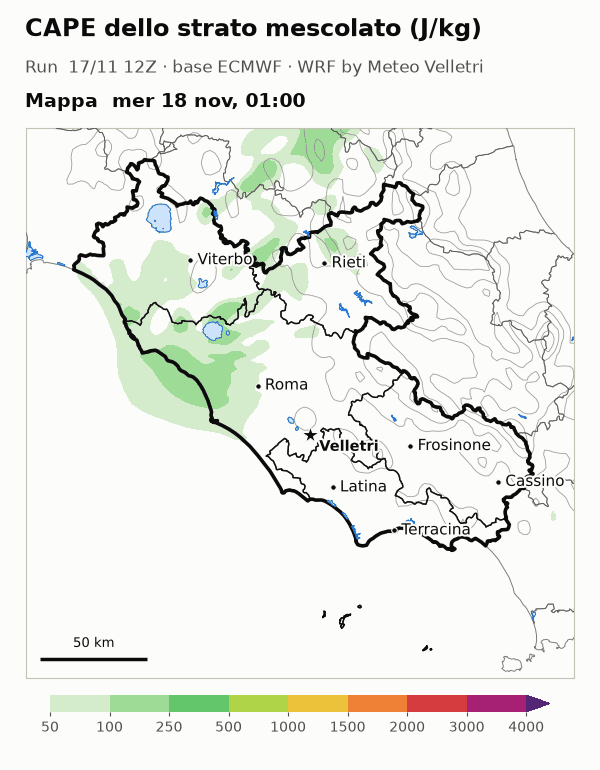 CAPE dello strato mescolato (J/kg)
Run  17/11 12Z · base ECMWF · WRF by Meteo Velletri
Mappa  mer 18 nov, 01:00
Viterbo
Rieti
Roma
Velletri
Frosinone
Latina
Cassino
Terracina
50 km
50 100 250 500 1000 1500 2000 3000 4000